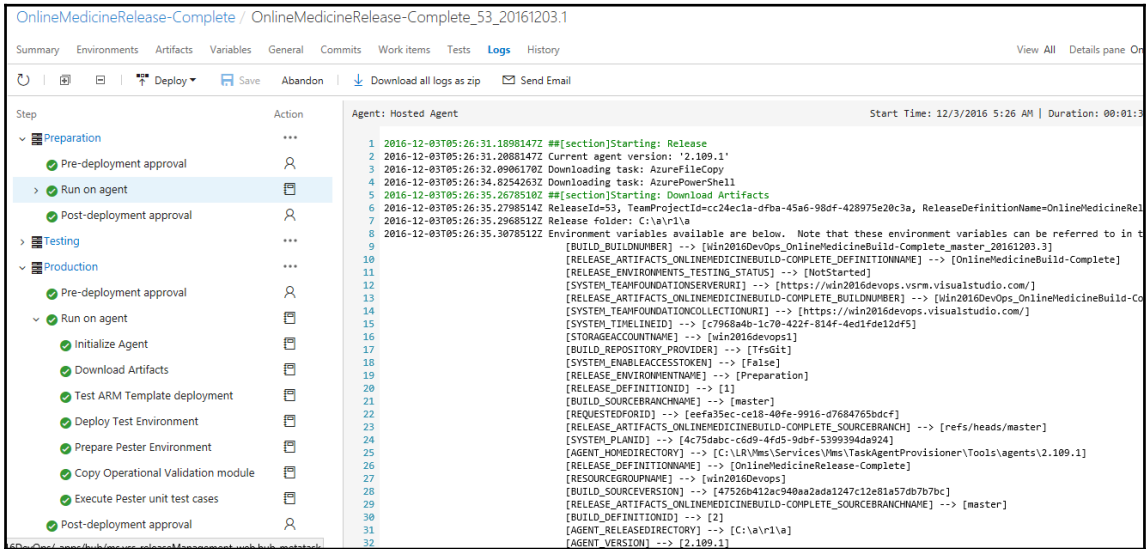 OnlineMedicineRelease-Complete / OnlineMedicineRelease-Complete_53_20161203.1
Summary Environments Artifacts Variables General Commits Work items Tests Logs History View All Details pane On
Deploy Save Abandon Download all logs as zip Send Email
Step Action
Preparation ...
Pre-deployment approval
Run on agent
Post-deployment approval
Testing ...
Production ...
Pre-deployment approval
Run on agent
Initialize Agent
Download Artifacts
Test ARM Template deployment
Deploy Test Environment
Prepare Pester Environment
Copy Operational Validation module
Execute Pester unit test cases
Post-deployment approval
Agent: Hosted Agent Start Time: 12/3/2016 5:26 AM | Duration: 00:01:3
1 2016-12-03T05:26:31.1898147Z ##[section]Starting: Release
2 2016-12-03T05:26:31.2088147Z Current agent version: '2.109.1'
3 2016-12-03T05:26:32.0906170Z Downloading task: AzureFileCopy
4 2016-12-03T05:26:34.8254263Z Downloading task: AzurePowerShell
5 2016-12-03T05:26:35.2678510Z ##[section]Starting: Download Artifacts
6 2016-12-03T05:26:35.2798514Z ReleaseId=53, TeamProjectId=cc24ec1a-dfba-45a6-98df-428975e20c3a, ReleaseDefinitionName=OnlineMedicineRel
7 2016-12-03T05:26:35.2968512Z Release folder: C:\a\r1\a
8 2016-12-03T05:26:35.3078512Z Environment variables available are below. Note that these environment variables can be referred to in t
9 [BUILD_BUILDNUMBER] --> [Win2016DevOps_OnlineMedicineBuild-Complete_master_20161203.3]
10 [RELEASE_ARTIFACTS_ONLINEMEDICINEBUILD-COMPLETE_DEFINITIONNAME] --> [OnlineMedicineBuild-Complete]
11 [RELEASE_ENVIRONMENTS_TESTING_STATUS] --> [NotStarted]
12 [SYSTEM_TEAMFOUNDATIONSERVERURI] --> [https://win2016devops.vsrm.visualstudio.com/]
13 [RELEASE_ARTIFACTS_ONLINEMEDICINEBUILD-COMPLETE_BUILDNUMBER] --> [Win2016DevOps_OnlineMedicineBuild-Co
14 [SYSTEM_TEAMFOUNDATIONCOLLECTIONURI] --> [https://win2016devops.visualstudio.com/]
15 [SYSTEM_TIMELINEID] --> [c7968a4b-1c70-422f-814f-4ed1fde12df5]
16 [STORAGEACCOUNTNAME] --> [win2016devops1]
17 [BUILD_REPOSITORY_PROVIDER] --> [TfsGit]
18 [SYSTEM_ENABLEACCESSTOKEN] --> [False]
19 [RELEASE_ENVIRONMENTNAME] --> [Preparation]
20 [RELEASE_DEFINITIONID] --> [1]
21 [BUILD_SOURCEBRANCHNAME] --> [master]
22 [REQUESTEDFORID] --> [eefa35ec-ce18-40fe-9916-d7684765bdcf]
23 [RELEASE_ARTIFACTS_ONLINEMEDICINEBUILD-COMPLETE_SOURCEBRANCH] --> [refs/heads/master]
24 [SYSTEM_PLANID] --> [4c75dabc-c6d9-4fd5-9dbf-5399394da924]
25 [AGENT_HOMEDIRECTORY] --> [C:\LR\Mms\Services\Mms\TaskAgentProvisioner\Tools\agents\2.109.1]
26 [RELEASE_DEFINITIONNAME] --> [OnlineMedicineRelease-Complete]
27 [RESOURCEGROUPNAME] --> [win2016Devops]
28 [BUILD_SOURCEVERSION] --> [47526b412ac940aa2ada1247c12e81a57db7b7bc]
29 [RELEASE_ARTIFACTS_ONLINEMEDICINEBUILD-COMPLETE_SOURCEBRANCHNAME] --> [master]
30 [BUILD_DEFINITIONID] --> [2]
31 [AGENT_RELEASEDIRECTORY] --> [C:\a\r1\a]
32 [AGENT_VERSION] --> [2.109.1]